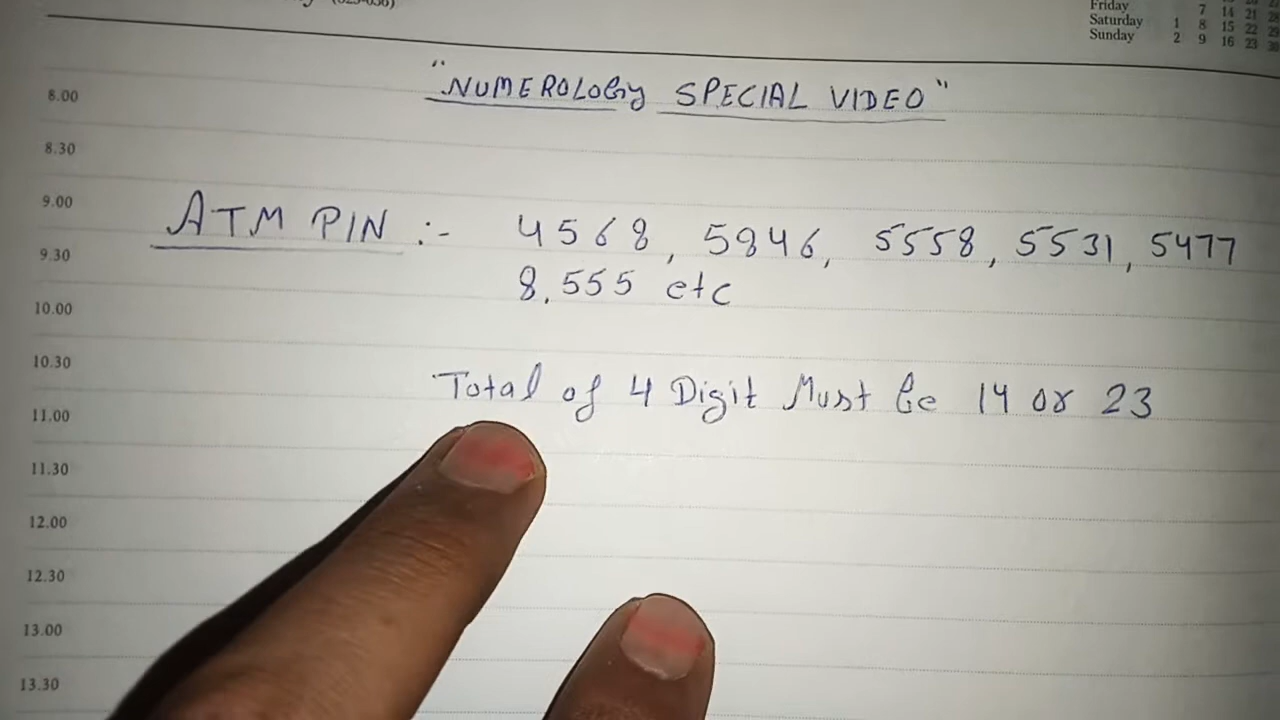 Friday 7 14 21 28
Saturday 1 8 15 22 29
Sunday 2 9 16 23 30
"NUMEROLOGY SPECIAL VIDEO"
8.00
8.30
9.00
ATM PIN :- 4568, 5846, 5558, 5531, 5477
9.30
8,555 etc
10.00
10.30
Total of 4 Digit Must be 14 or 23
11.00
11.30
12.00
12.30
13.00
13.30